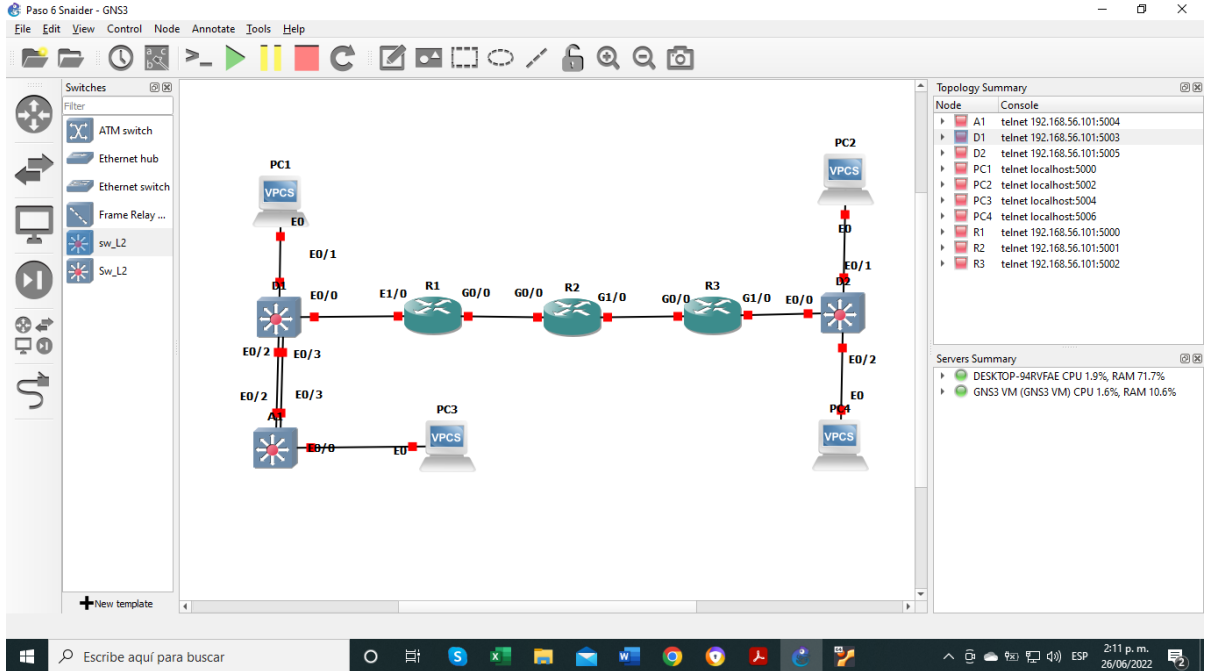 Paso 6 Snaider - GNS3
File Edit View Control Node Annotate Tools Help
Switches
Filter
ATM switch
Ethernet hub
Ethernet switch
Frame Relay ...
sw_L2
Sw_L2
New template
PC1
VPCS
E0
E0/1
D1
E0/0
E1/0
R1
G0/0
G0/0
R2
G1/0
G0/0
R3
G1/0
E0/0
D2
E0/1
E0
PC2
VPCS
E0/2
E0/3
E0/2
E0/3
A1
E0/0
E0
PC3
VPCS
E0/2
E0
PC4
VPCS
Topology Summary
Node Console
A1 telnet 192.168.56.101:5004
D1 telnet 192.168.56.101:5003
D2 telnet 192.168.56.101:5005
PC1 telnet localhost:5000
PC2 telnet localhost:5002
PC3 telnet localhost:5004
PC4 telnet localhost:5006
R1 telnet 192.168.56.101:5000
R2 telnet 192.168.56.101:5001
R3 telnet 192.168.56.101:5002
Servers Summary
DESKTOP-94RVFAE CPU 1.9%, RAM 71.7%
GNS3 VM (GNS3 VM) CPU 1.6%, RAM 10.6%
Escribe aquí para buscar
ESP
2:11 p. m.
26/06/2022
2